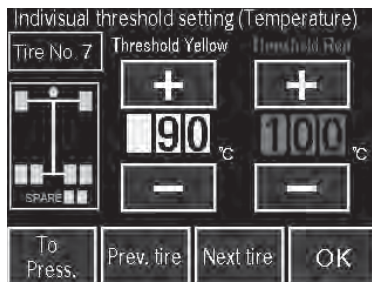 Indivisual threshold setting(Temperature)
Tire No. 7
Threshold Yellow
Threshold Red
+
+
90
℃
100
℃
−
−
SPARE
To
Press.
Prev. tire
Next tire
OK